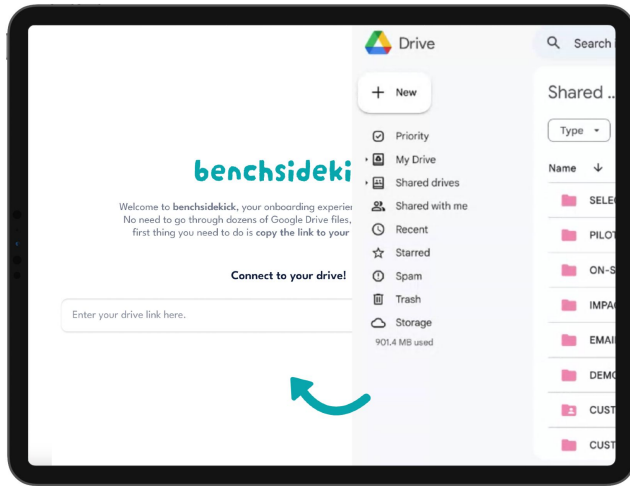 benchsideki
Welcome to benchsidekick, your onboarding experien
No need to go through dozens of Google Drive files,
first thing you need to do is copy the link to your
Connect to your drive!
Enter your drive link here.
Drive
New
Priority
My Drive
Shared drives
Shared with me
Recent
Starred
Spam
Trash
Storage
901.4 MB used
Search i
Shared ..
Type
Name
SELE
PILOT
ON-S
IMPA
EMAI
DEMO
CUST
CUST